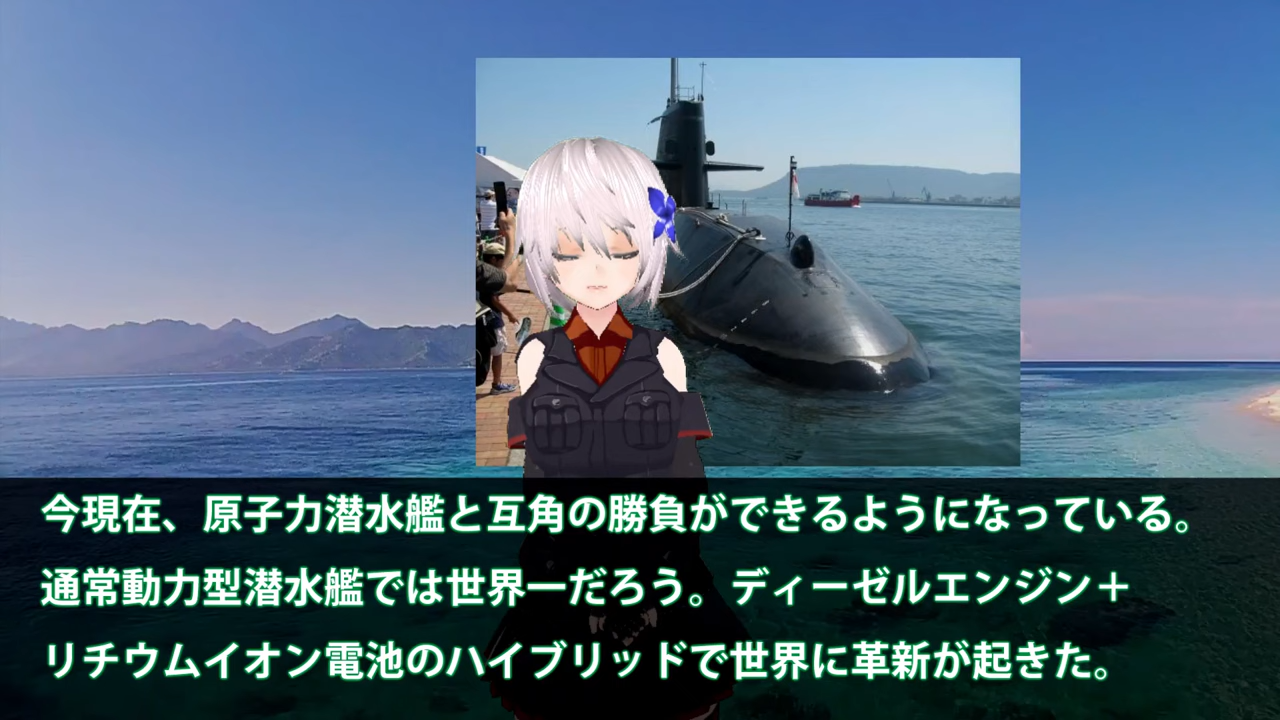 今現在、原子力潜水艦と互角の勝負ができるようになっている。
通常動力型潜水艦では世界一だろう。ディーゼルエンジン＋
リチウムイオン電池のハイブリッドで世界に革新が起きた。